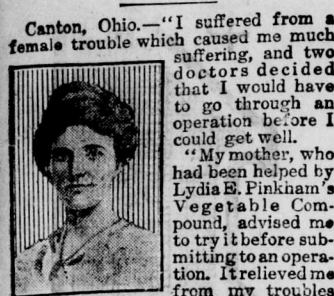 Canton, Ohio.—"I suffered from a
female trouble which caused me much
suffering, and two
doctors decided
that I would have
to go through an
operation before I
could get well.
"My mother, who
had been helped by
Lydia E. Pinkham's
Vegetable Com-
pound, advised me
to try it before sub-
mitting to an opera-
tion. It relieved me
from my troubles